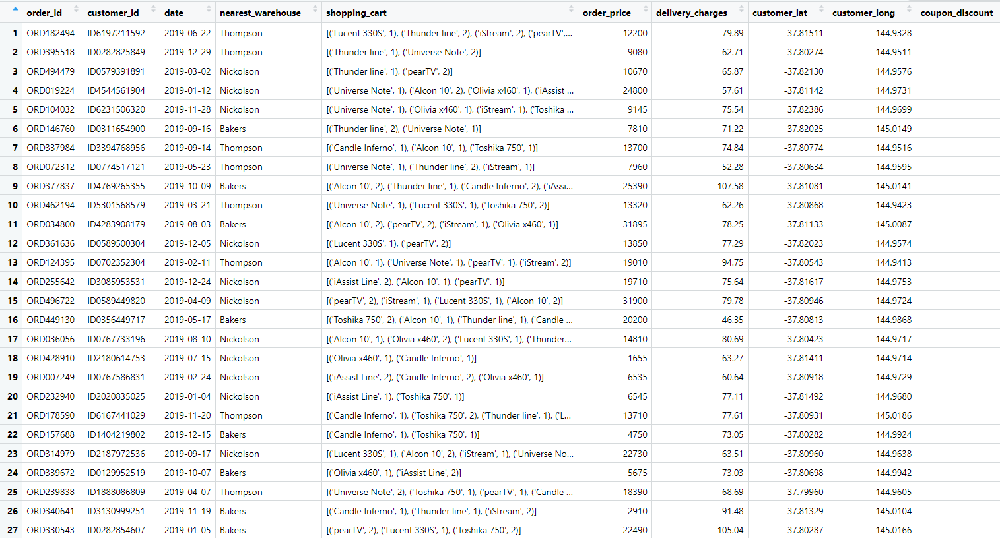 order_id customer_id date nearest_warehouse shopping_cart order_price delivery_charges customer_lat customer_long coupon_discount
1 ORD182494 ID6197211592 2019-06-22 Thompson [('Lucent 330S', 1), ('Thunder line', 2), ('iStream', 2), ('pearTV',... 12200 79.89 -37.81511 144.9328
2 ORD395518 ID0282825849 2019-12-29 Thompson [('Thunder line', 1), ('Universe Note', 2)] 9080 62.71 -37.80274 144.9511
3 ORD494479 ID0579391891 2019-03-02 Nickolson [('Thunder line', 1), ('pearTV', 2)] 10670 65.87 -37.82130 144.9576
4 ORD019224 ID4544561904 2019-01-12 Nickolson [('Universe Note', 1), ('Alcon 10', 2), ('Olivia x460', 1), ('iAssist ... 24800 57.61 -37.81142 144.9731
5 ORD104032 ID6231506320 2019-11-28 Nickolson [('Universe Note', 1), ('Olivia x460', 1), ('iStream', 1), ('Toshika ... 9145 75.54 37.82386 144.9699
6 ORD146760 ID0311654900 2019-09-16 Bakers [('Thunder line', 2), ('Universe Note', 1)] 7810 71.22 37.82025 145.0149
7 ORD337984 ID3394768956 2019-09-14 Thompson [('Candle Inferno', 1), ('Alcon 10', 1), ('Toshika 750', 1)] 13700 74.84 -37.80774 144.9516
8 ORD072312 ID0774517121 2019-05-23 Thompson [('Universe Note', 1), ('Thunder line', 2), ('iStream', 1)] 7960 52.28 -37.80634 144.9595
9 ORD377837 ID4769265355 2019-10-09 Bakers [('Alcon 10', 2), ('Thunder line', 1), ('Candle Inferno', 2), ('iAssi... 25390 107.58 -37.81081 145.0141
10 ORD462194 ID5301568579 2019-03-21 Thompson [('Universe Note', 1), ('Lucent 330S', 1), ('Toshika 750', 2)] 13320 62.26 -37.80868 144.9423
11 ORD034800 ID4283908179 2019-08-03 Bakers [('Alcon 10', 2), ('pearTV', 2), ('iStream', 1), ('Olivia x460', 1)] 31895 78.25 -37.81133 145.0087
12 ORD361636 ID0589500304 2019-12-05 Nickolson [('Lucent 330S', 1), ('pearTV', 2)] 13850 77.29 -37.82023 144.9574
13 ORD124395 ID0702352304 2019-02-11 Thompson [('Alcon 10', 1), ('Universe Note', 1), ('pearTV', 1), ('iStream', 2)] 19010 94.75 -37.80543 144.9413
14 ORD255642 ID3085953531 2019-12-24 Nickolson [('iAssist Line', 2), ('Alcon 10', 1), ('pearTV', 1)] 19710 75.64 -37.81617 144.9753
15 ORD496722 ID0589449820 2019-04-09 Nickolson [('pearTV', 2), ('iStream', 1), ('Lucent 330S', 1), ('Alcon 10', 2)] 31900 79.78 -37.80946 144.9724
16 ORD449130 ID0356449717 2019-05-17 Bakers [('Toshika 750', 2), ('Alcon 10', 1), ('Thunder line', 1), ('Candle ... 20200 46.35 -37.80813 144.9868
17 ORD036056 ID0767733196 2019-08-10 Nickolson [('Alcon 10', 1), ('Olivia x460', 2), ('Lucent 330S', 1), ('Thunder... 14810 80.69 -37.80423 144.9717
18 ORD428910 ID2180614753 2019-07-15 Nickolson [('Olivia x460', 1), ('Candle Inferno', 1)] 1655 63.27 -37.81411 144.9714
19 ORD007249 ID0767586831 2019-02-24 Nickolson [('iAssist Line', 2), ('Candle Inferno', 2), ('Olivia x460', 1)] 6535 60.64 -37.80918 144.9729
20 ORD232940 ID2020835025 2019-01-04 Nickolson [('iAssist Line', 1), ('Toshika 750', 1)] 6545 77.11 -37.81492 144.9680
21 ORD178590 ID6167441029 2019-11-20 Thompson [('Candle Inferno', 1), ('Toshika 750', 2), ('Thunder line', 1), ('L... 13710 77.61 -37.80931 145.0186
22 ORD157688 ID1404219802 2019-12-15 Bakers [('Candle Inferno', 1), ('Toshika 750', 1)] 4750 73.05 -37.80282 144.9924
23 ORD314979 ID2187972536 2019-09-17 Nickolson [('Lucent 330S', 1), ('Alcon 10', 2), ('iStream', 1), ('Universe No... 22730 63.51 -37.80960 144.9638
24 ORD339672 ID0129952519 2019-10-07 Bakers [('Olivia x460', 1), ('iAssist Line', 2)] 5675 73.03 -37.80698 144.9942
25 ORD239838 ID1888086809 2019-04-07 Thompson [('Universe Note', 2), ('Toshika 750', 1), ('pearTV', 1), ('Candle ... 18390 68.69 -37.79960 144.9605
26 ORD340641 ID3130999251 2019-11-19 Bakers [('Candle Inferno', 1), ('Thunder line', 1), ('iStream', 2)] 2910 91.48 -37.81329 145.0104
27 ORD330543 ID0282854607 2019-01-05 Bakers [('pearTV', 2), ('Lucent 330S', 1), ('Toshika 750', 2)] 22490 105.04 -37.80287 145.0166